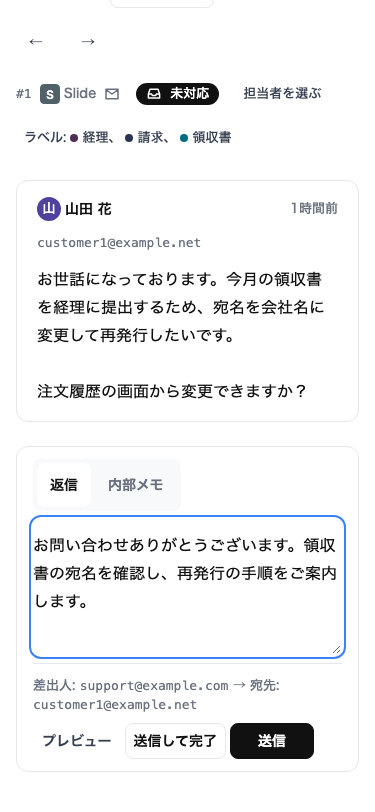 ← →
#1 S Slide 未対応 担当者を選ぶ
ラベル: 経理、 請求、 領収書
山 山田 花 1時間前
customer1@example.net
お世話になっております。今月の領収書
を経理に提出するため、宛名を会社名に
変更して再発行したいです。
注文履歴の画面から変更できますか？
返信 内部メモ
お問い合わせありがとうございます。領収
書の宛名を確認し、再発行の手順をご案内
します。
差出人: support@example.com → 宛先:
customer1@example.net
プレビュー 送信して完了 送信